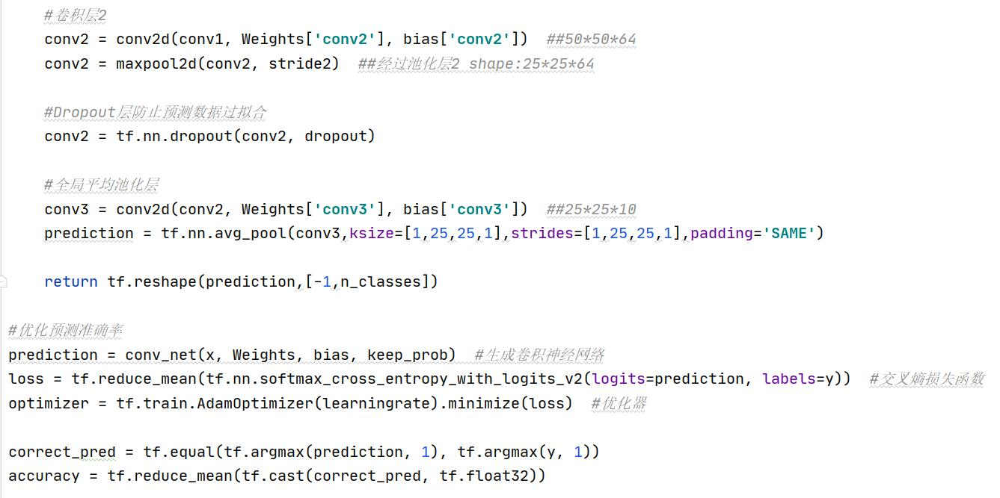 #卷积层2
conv2 = conv2d(conv1, Weights['conv2'], bias['conv2'])  ##50*50*64
conv2 = maxpool2d(conv2, stride2)  ##经过池化层2 shape:25*25*64
#Dropout层防止预测数据过拟合
conv2 = tf.nn.dropout(conv2, dropout)
#全局平均池化层
conv3 = conv2d(conv2, Weights['conv3'], bias['conv3'])  ##25*25*10
prediction = tf.nn.avg_pool(conv3,ksize=[1,25,25,1],strides=[1,25,25,1],padding='SAME')
return tf.reshape(prediction,[-1,n_classes])
#优化预测准确率
prediction = conv_net(x, Weights, bias, keep_prob)  #生成卷积神经网络
loss = tf.reduce_mean(tf.nn.softmax_cross_entropy_with_logits_v2(logits=prediction, labels=y))  #交叉熵损失函数
optimizer = tf.train.AdamOptimizer(learningrate).minimize(loss)  #优化器
correct_pred = tf.equal(tf.argmax(prediction, 1), tf.argmax(y, 1))
accuracy = tf.reduce_mean(tf.cast(correct_pred, tf.float32))